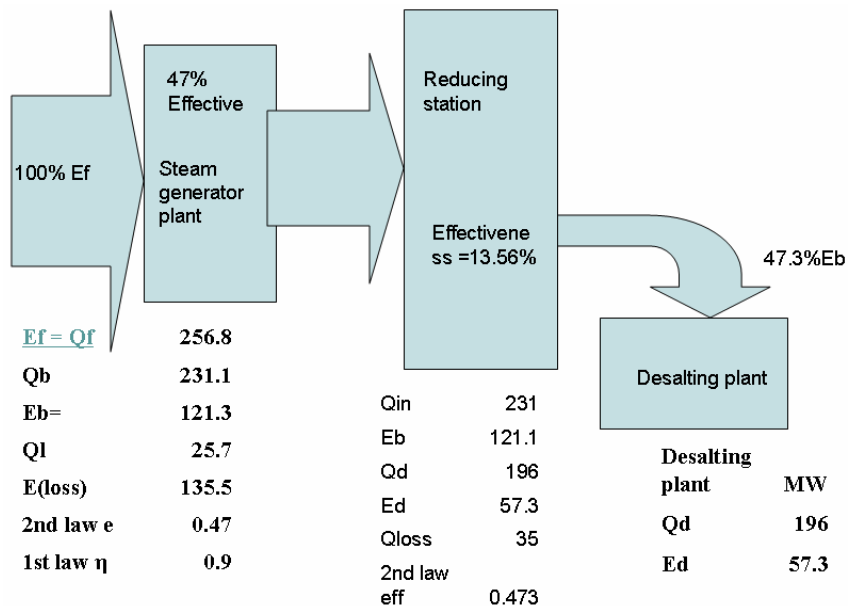 47%
Effective
Reducing
station
100% Ef
Steam
generator
plant
Effectivene
ss =13.56%
47.3%Eb
Desalting plant
Ef = Qf 256.8
Qb 231.1
Eb= 121.3
Ql 25.7
E(loss) 135.5
2nd law e 0.47
1st law η 0.9
Qin 231
Eb 121.1
Qd 196
Ed 57.3
Qloss 35
2nd law
eff 0.473
Desalting
plant MW
Qd 196
Ed 57.3